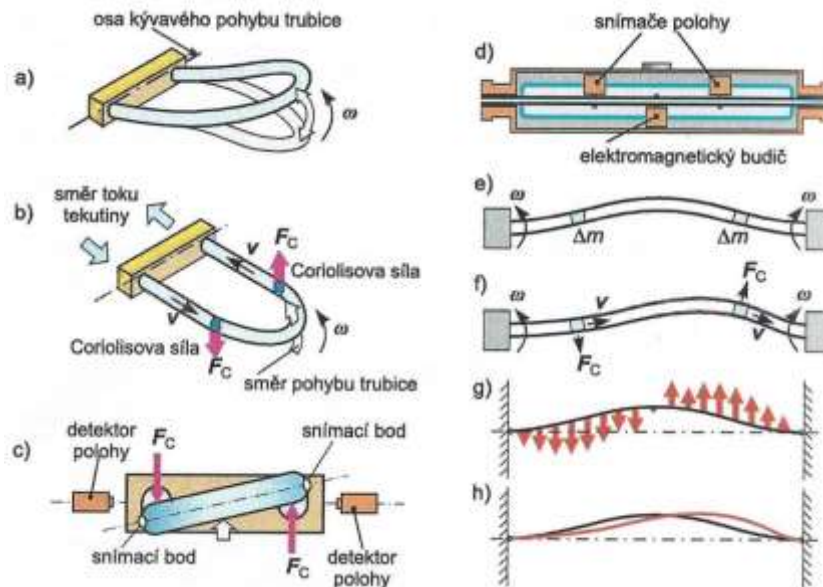 osa kývavého pohybu trubice
a)
ω
b)
směr toku
tekutiny
F_C
v
Coriolisova síla
v
ω
Coriolisova síla
F_C
směr pohybu trubice
c)
detektor
polohy
F_C
snímací bod
snímací bod
F_C
detektor
polohy
snímače polohy
d)
elektromagnetický budič
e)
ω
ω
Δm
Δm
f)
F_C
ω
v
ω
v
F_C
g)
h)